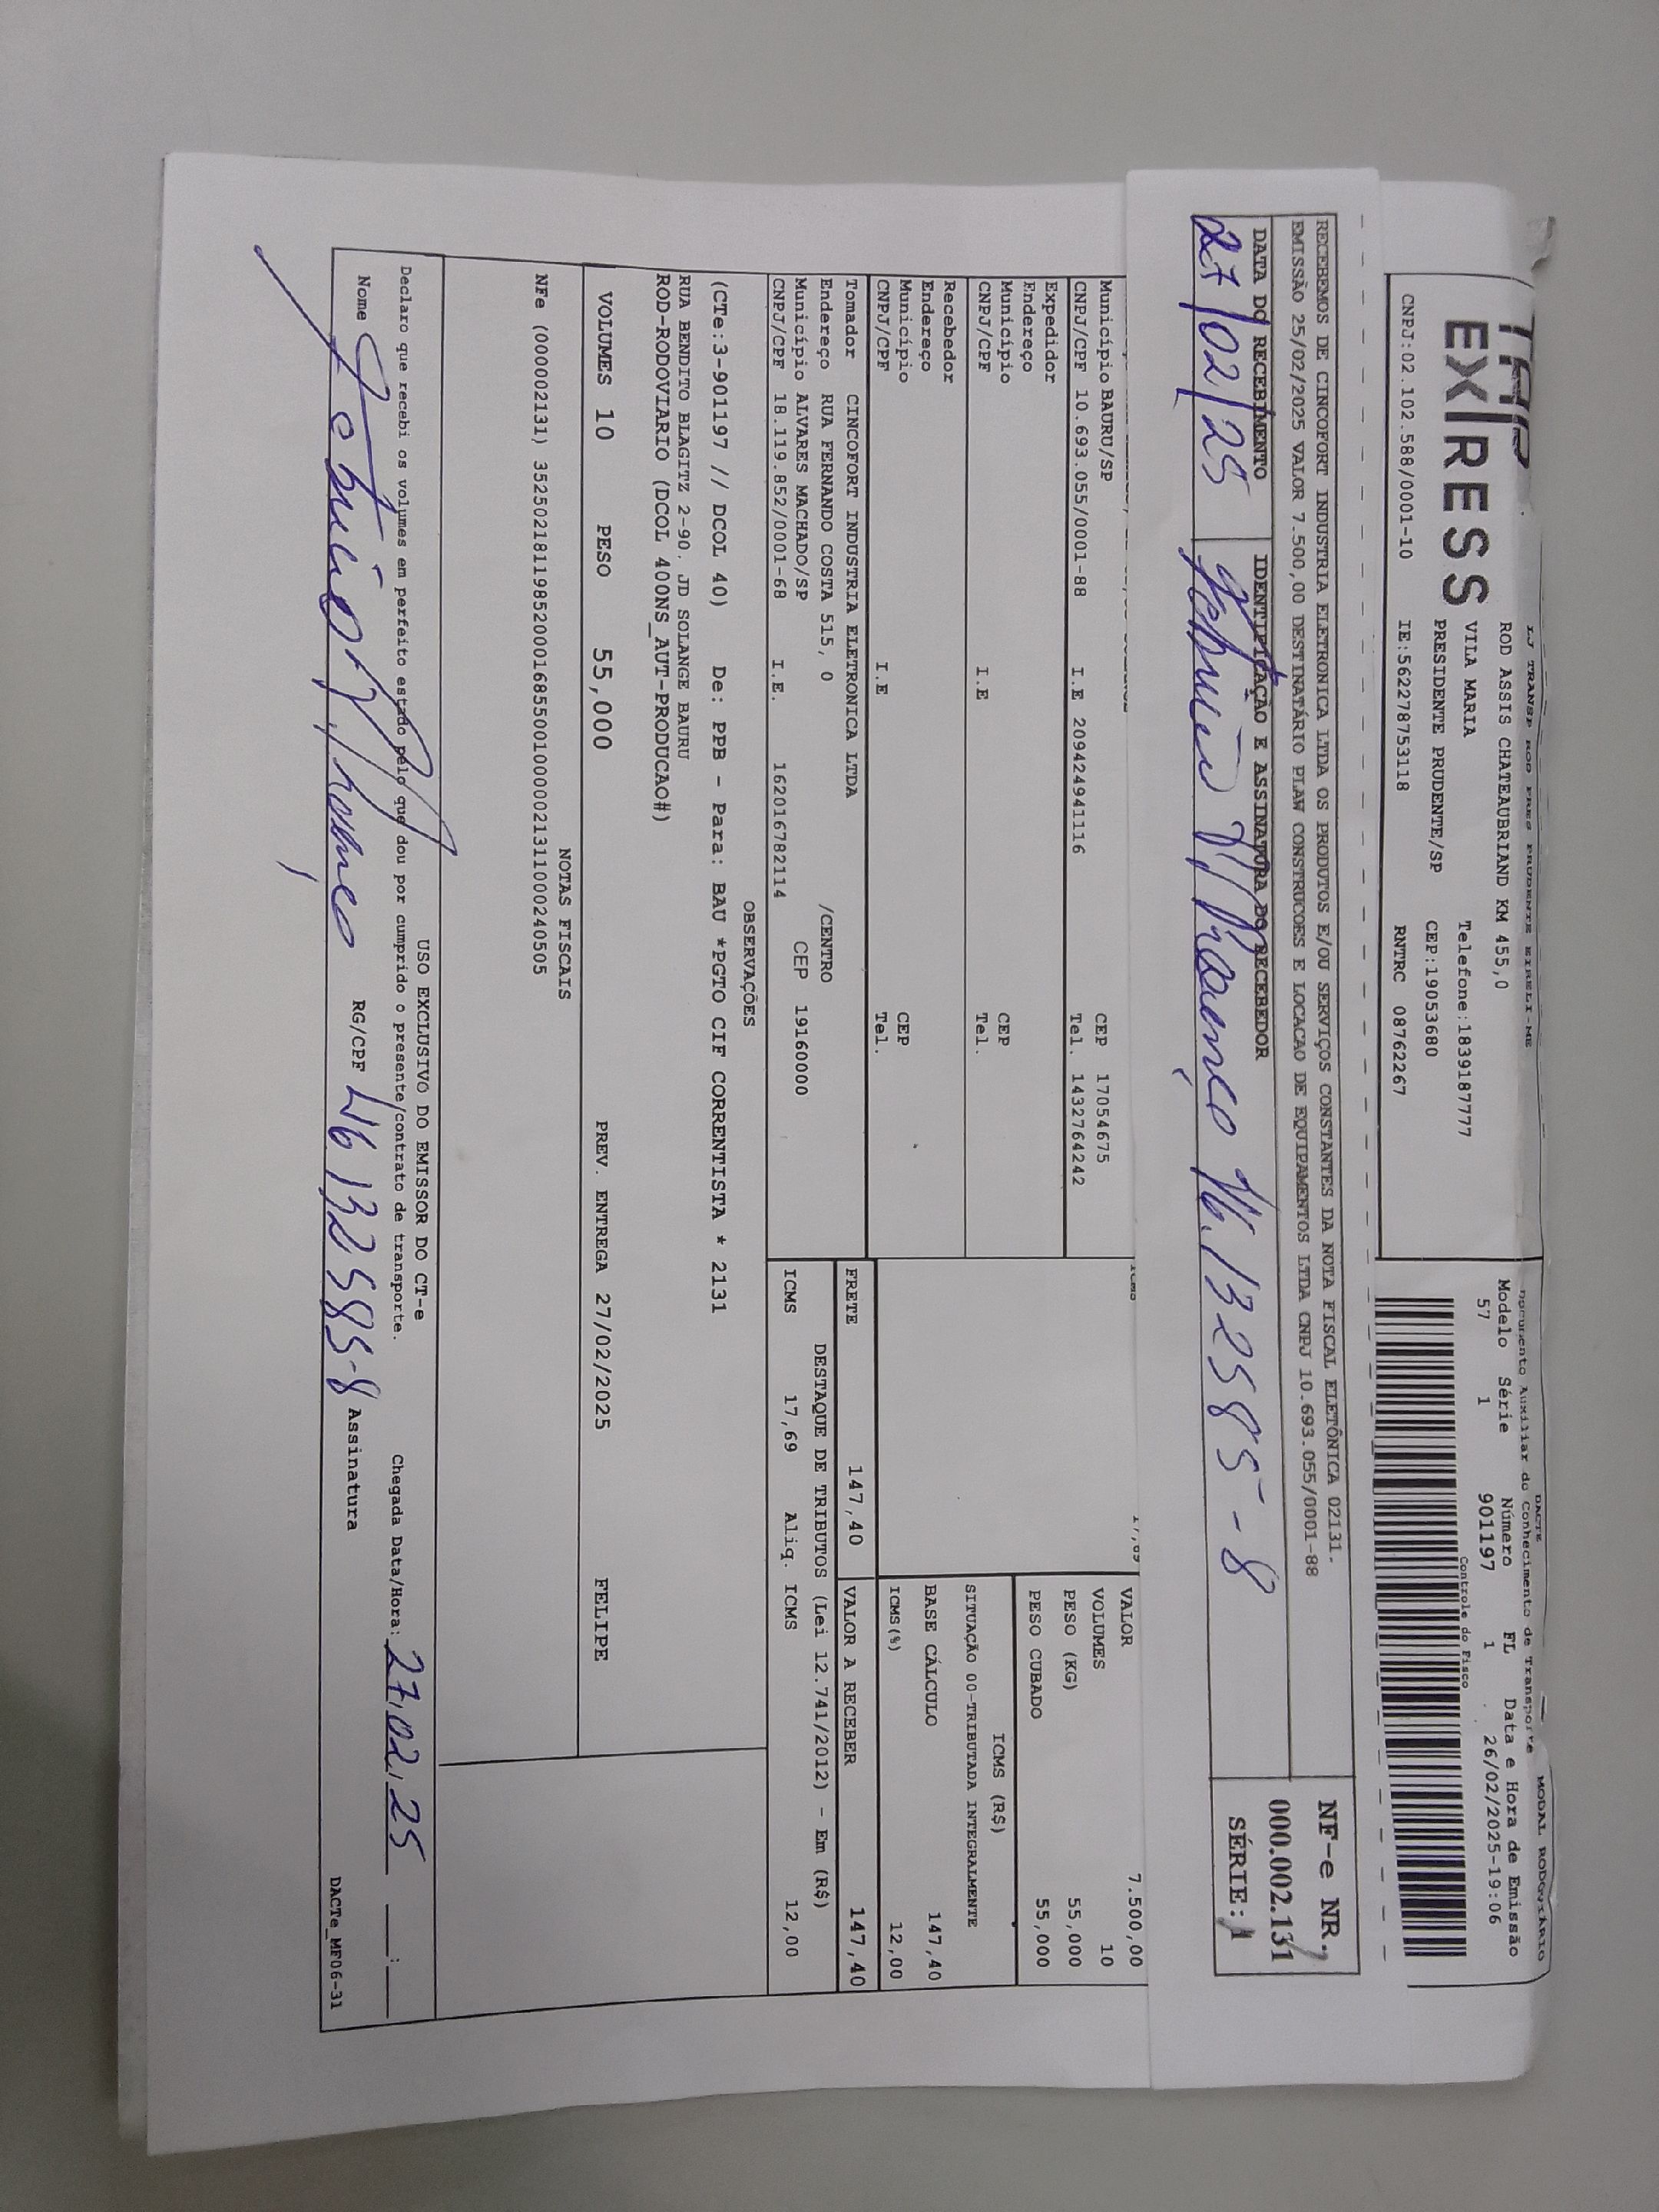 LJ TRANSP ROD PRES PRUDENTE EIRELI-ME
EXPRESS
ROD ASSIS CHATEAUBRIAND KM 455,0
VILA MARIA Telefone:1839187777
PRESIDENTE PRUDENTE/SP CEP:19053680
CNPJ:02.102.588/0001-10 IE:562278753118 RNTRC 08762267
DACTE MODAL RODOVIÁRIO
Documento Auxiliar do Conhecimento de Transporte
Modelo Série Número FL Data e Hora de Emissão
57 1 901197 1 26/02/2025-19:06
Controle do Fisco
RECEBEMOS DE CINCOFORT INDUSTRIA ELETRONICA LTDA OS PRODUTOS E/OU SERVIÇOS CONSTANTES DA NOTA FISCAL ELETÔNICA 02131.
EMISSÃO 25/02/2025 VALOR 7.500,00 DESTINATÁRIO PLAW CONSTRUCOES E LOCACAO DE EQUIPAMENTOS LTDA CNPJ 10.693.055/0001-88
DATA DO RECEBIMENTO IDENTIFICAÇÃO E ASSINATURA DO RECEBEDOR
27/02/25 16.132585-8
NF-e NR.
000.002.131
SÉRIE: 1
Município BAURU/SP CEP 17054675
CNPJ/CPF 10.693.055/0001-88 I.E 209424941116 Tel. 1432764242
Expedidor
Endereço
Município CEP
CNPJ/CPF I.E Tel.
Recebedor
Endereço
Município CEP
CNPJ/CPF I.E Tel.
Tomador CINCOFORT INDUSTRIA ELETRONICA LTDA
Endereço RUA FERNANDO COSTA 515, 0 /CENTRO
Município ALVARES MACHADO/SP CEP 19160000
CNPJ/CPF 18.119.852/0001-68 I.E. 162016782114
VALOR 7.500,00
VOLUMES 10
PESO (KG) 55,000
PESO CUBADO 55,000
ICMS (R$)
SITUAÇÃO 00-TRIBUTADA INTEGRALMENTE
BASE CÁLCULO 147,40
ICMS(%) 12,00
FRETE 147,40 VALOR A RECEBER 147,40
DESTAQUE DE TRIBUTOS (Lei 12.741/2012) - Em (R$)
ICMS 17,69 Aliq. ICMS 12,00
OBSERVAÇÕES
(CTe:3-901197 // DCOL 40) De: PPB - Para: BAU *PGTO CIF CORRENTISTA * 2131
RUA BENDITO BLAGITZ 2-90. JD SOLANGE BAURU
ROD-RODOVIARIO (DCOL 400NS_AUT-PRODUCAO#)
VOLUMES 10 PESO 55,000 PREV. ENTREGA 27/02/2025 FELIPE
NOTAS FISCAIS
NFe (00002131) 35250218119852000168550010000021311000240505
USO EXCLUSIVO DO EMISSOR DO CT-e
Declaro que recebi os volumes em perfeito estado pelo que dou por cumprido o presente/contrato de transporte. Chegada Data/Hora: 27,02,25 :
Nome RG/CPF 16132585-8 Assinatura
DACTe_MF06-31